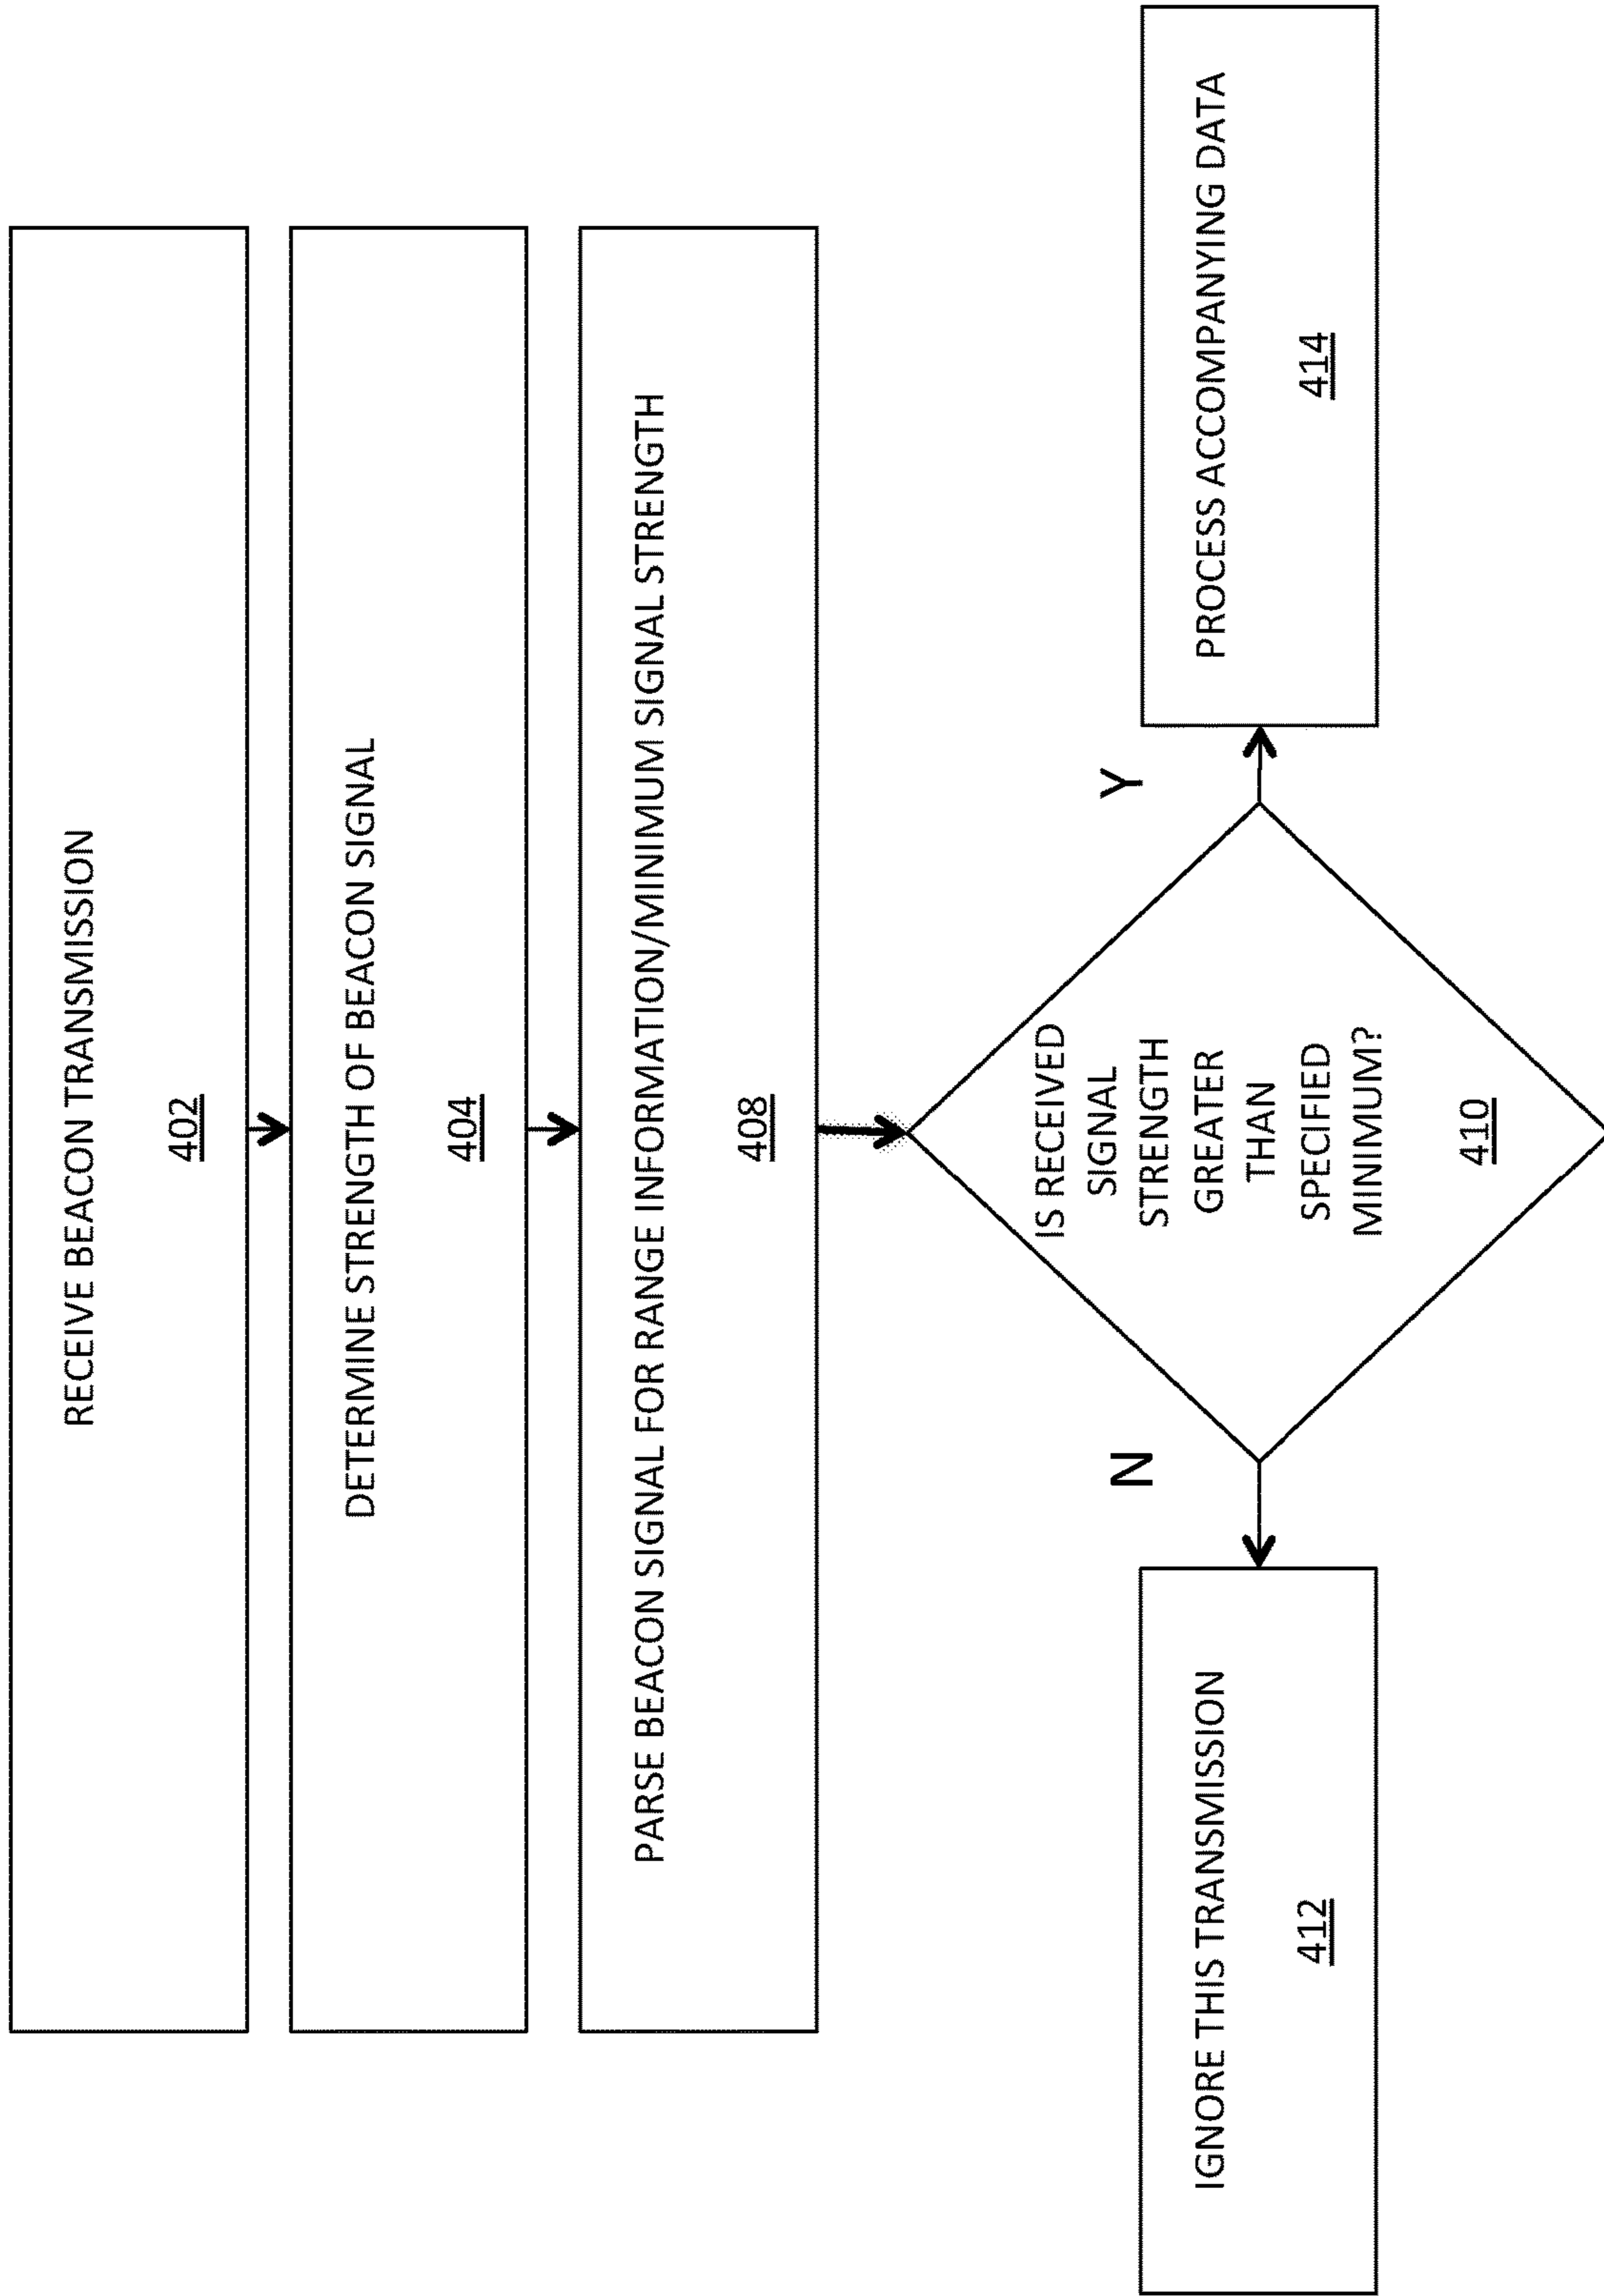 RECEIVE BEACON TRANSMISSION
402
DETERMINE STRENGTH OF BEACON SIGNAL
404
PARSE BEACON SIGNAL FOR RANGE INFORMATION/MINIMUM SIGNAL STRENGTH
408
IS RECEIVED
SIGNAL
STRENGTH
GREATER
THAN
SPECIFIED
MINIMUM?
410
N
Y
IGNORE THIS TRANSMISSION
412
PROCESS ACCOMPANYING DATA
414